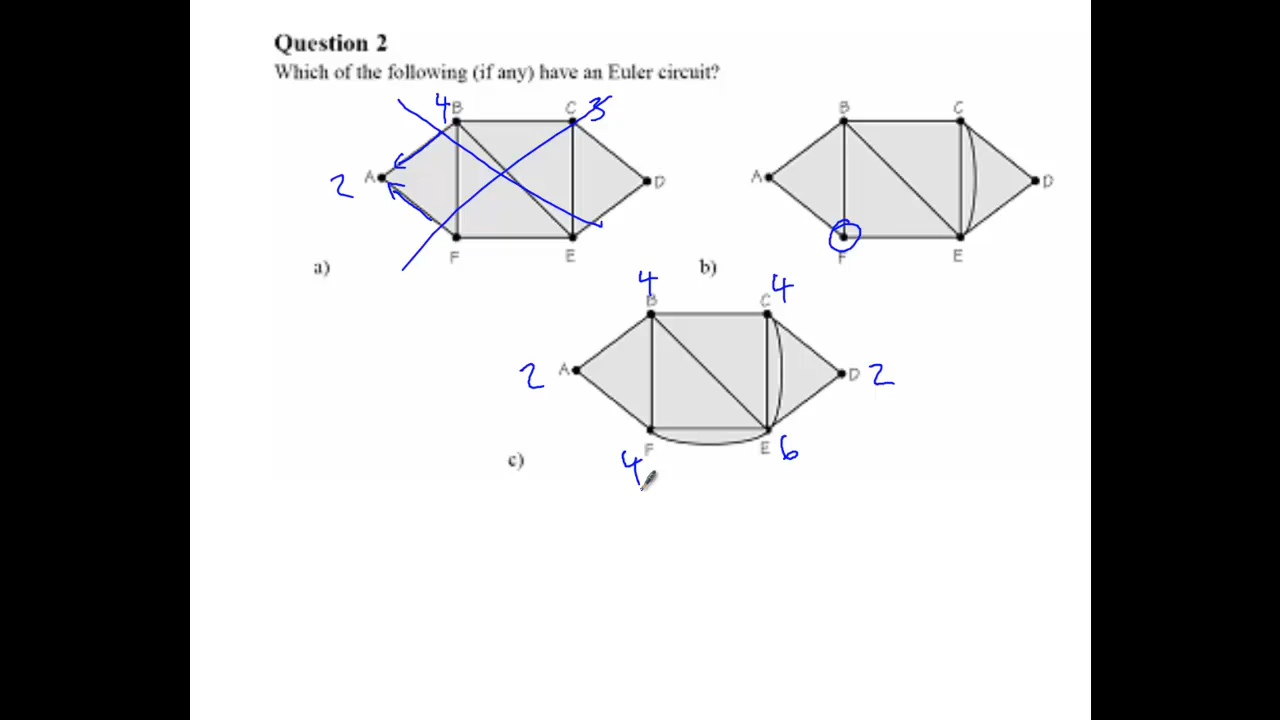 Question 2
Which of the following (if any) have an Euler circuit?
4 B C 3
2 A D
F E
a)
B C
A D
F E
b)
4 4
B C
2 A D 2
F E 6
4
c)